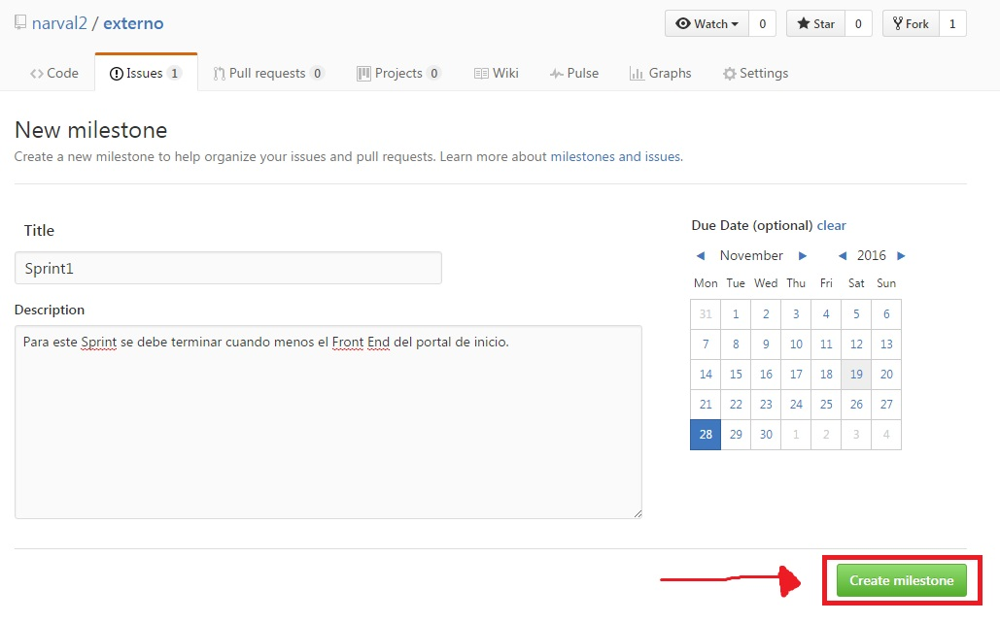 narval2 / externo Watch 0 Star 0 Fork 1
Code Issues 1 Pull requests 0 Projects 0 Wiki Pulse Graphs Settings
New milestone
Create a new milestone to help organize your issues and pull requests. Learn more about milestones and issues.
Title
Sprint1
Description
Para este Sprint se debe terminar cuando menos el Front End del portal de inicio.
Due Date (optional) clear
November 2016
Mon Tue Wed Thu Fri Sat Sun
31 1 2 3 4 5 6
7 8 9 10 11 12 13
14 15 16 17 18 19 20
21 22 23 24 25 26 27
28 29 30 1 2 3 4
Create milestone